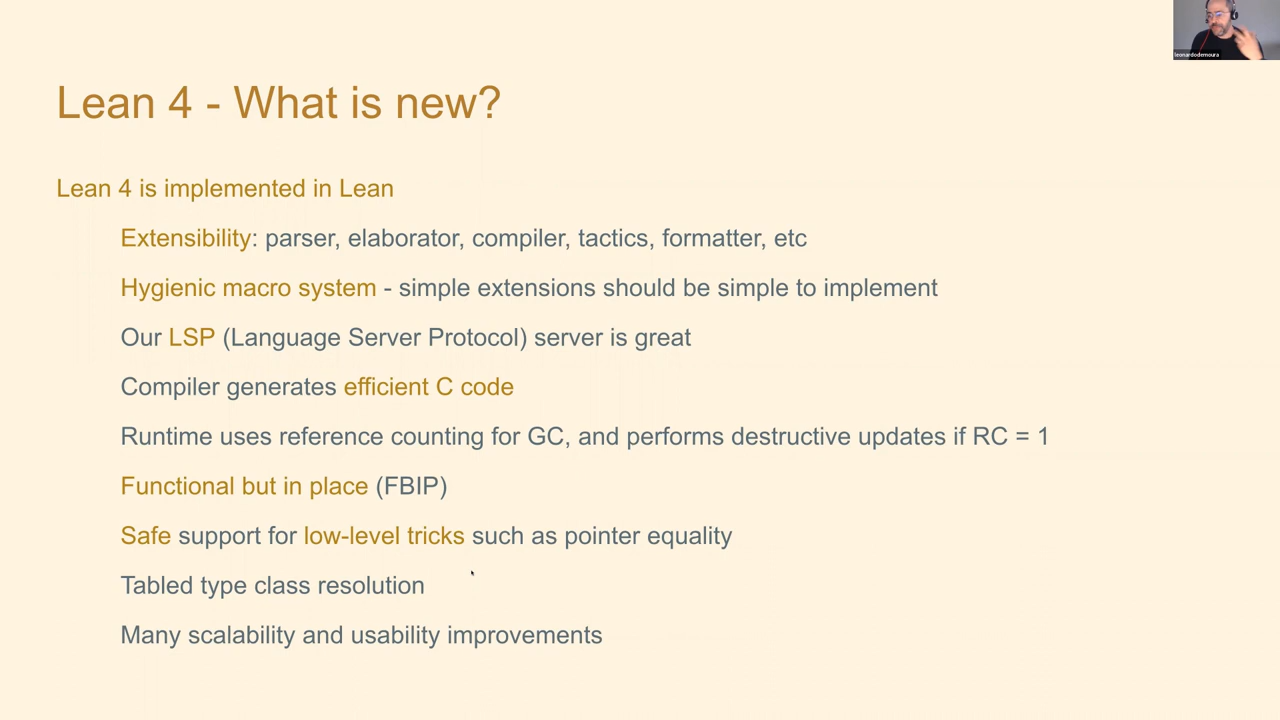 leonardodemoura
Lean 4 - What is new?
Lean 4 is implemented in Lean
Extensibility: parser, elaborator, compiler, tactics, formatter, etc
Hygienic macro system - simple extensions should be simple to implement
Our LSP (Language Server Protocol) server is great
Compiler generates efficient C code
Runtime uses reference counting for GC, and performs destructive updates if RC = 1
Functional but in place (FBIP)
Safe support for low-level tricks such as pointer equality
Tabled type class resolution
Many scalability and usability improvements